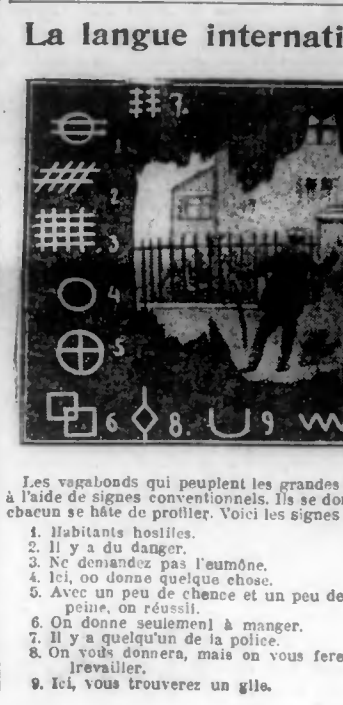 La langue internati
7.
1
2
3
4
5
6 8. 9
Les vagabonds qui peuplent les grandes
à l'aide de signes conventionnels. Ils se don
chacun se hâte de profiter. Voici les signes
1. Habitants hostiles.
2. Il y a du danger.
3. Ne demandez pas l'aumône.
4. Ici, on donne quelque chose.
5. Avec un peu de chance et un peu de
peine, on réussit.
6. On donne seulement à manger.
7. Il y a quelqu'un de la police.
8. On vous donnera, mais on vous fera
travailler.
9. Ici, vous trouverez un gîte.